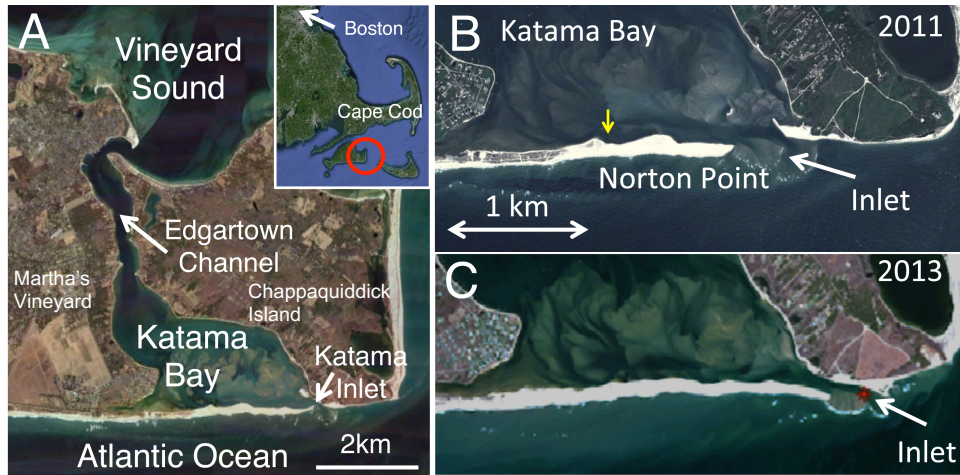 A
Vineyard
Sound
Boston
Cape Cod
Edgartown
Channel
Martha's
Vineyard
Chappaquiddick
Island
Katama
Bay
Katama
Inlet
Atlantic Ocean
2km
B
Katama Bay
2011
Norton Point
Inlet
1 km
C
2013
Inlet